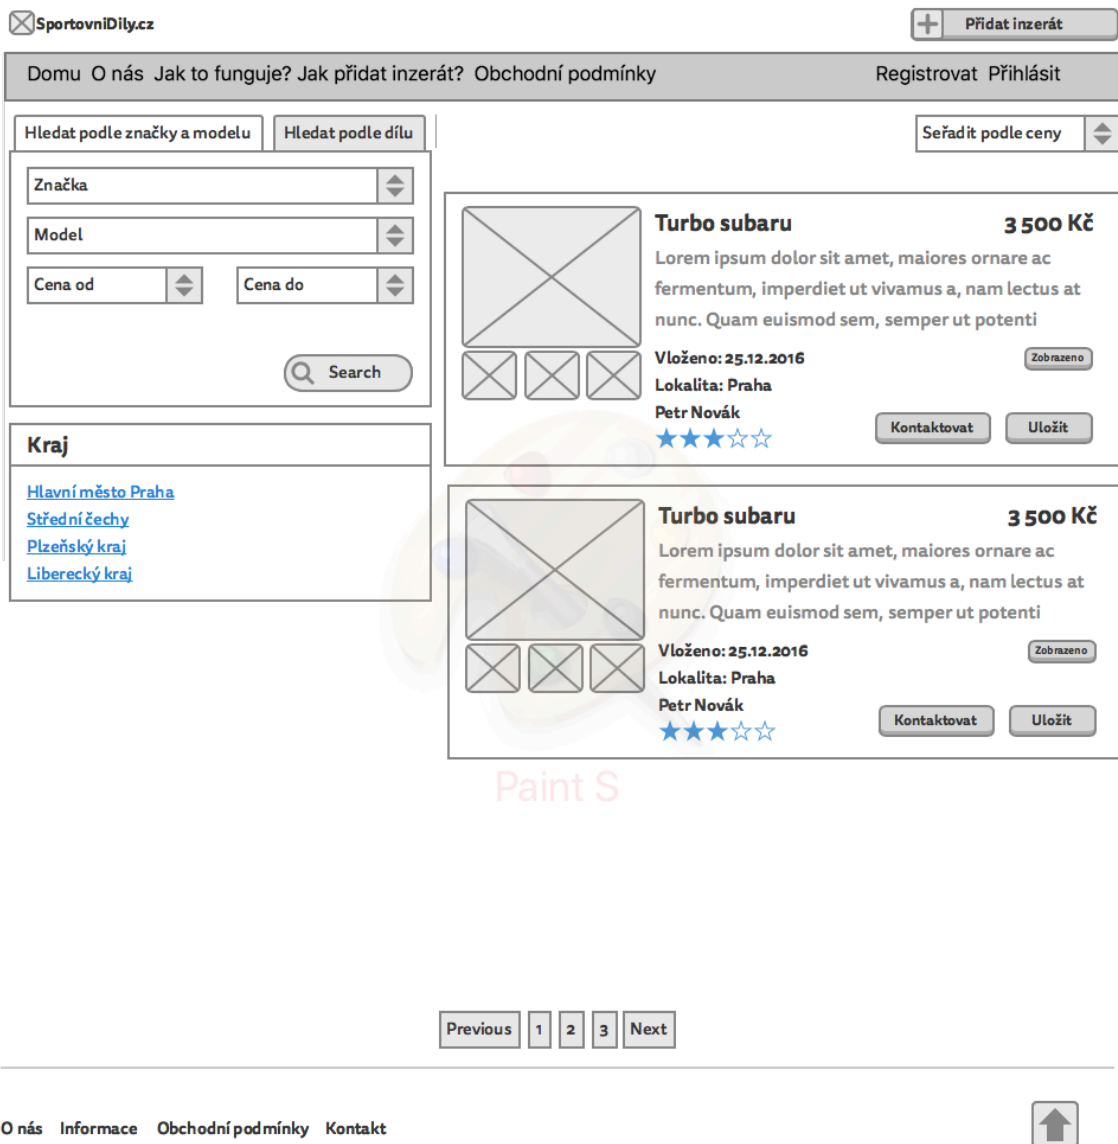 SportovniDily.cz
Přidat inzerát
Domu O nás Jak to funguje? Jak přidat inzerát? Obchodní podmínky Registrovat Přihlásit
Hledat podle značky a modelu Hledat podle dílu
Seřadit podle ceny
Značka
Model
Cena od Cena do
Search
Kraj
Hlavní město Praha
Střední čechy
Plzeňský kraj
Liberecký kraj
Turbo subaru 3 500 Kč
Lorem ipsum dolor sit amet, maiores ornare ac
fermentum, imperdiet ut vivamus a, nam lectus at
nunc. Quam euismod sem, semper ut potenti
Vloženo: 25.12.2016 Zobrazeno
Lokalita: Praha
Petr Novák
Kontaktovat Uložit
Turbo subaru 3 500 Kč
Lorem ipsum dolor sit amet, maiores ornare ac
fermentum, imperdiet ut vivamus a, nam lectus at
nunc. Quam euismod sem, semper ut potenti
Vloženo: 25.12.2016 Zobrazeno
Lokalita: Praha
Petr Novák
Kontaktovat Uložit
Paint S
Previous 1 2 3 Next
O nás Informace Obchodní podmínky Kontakt